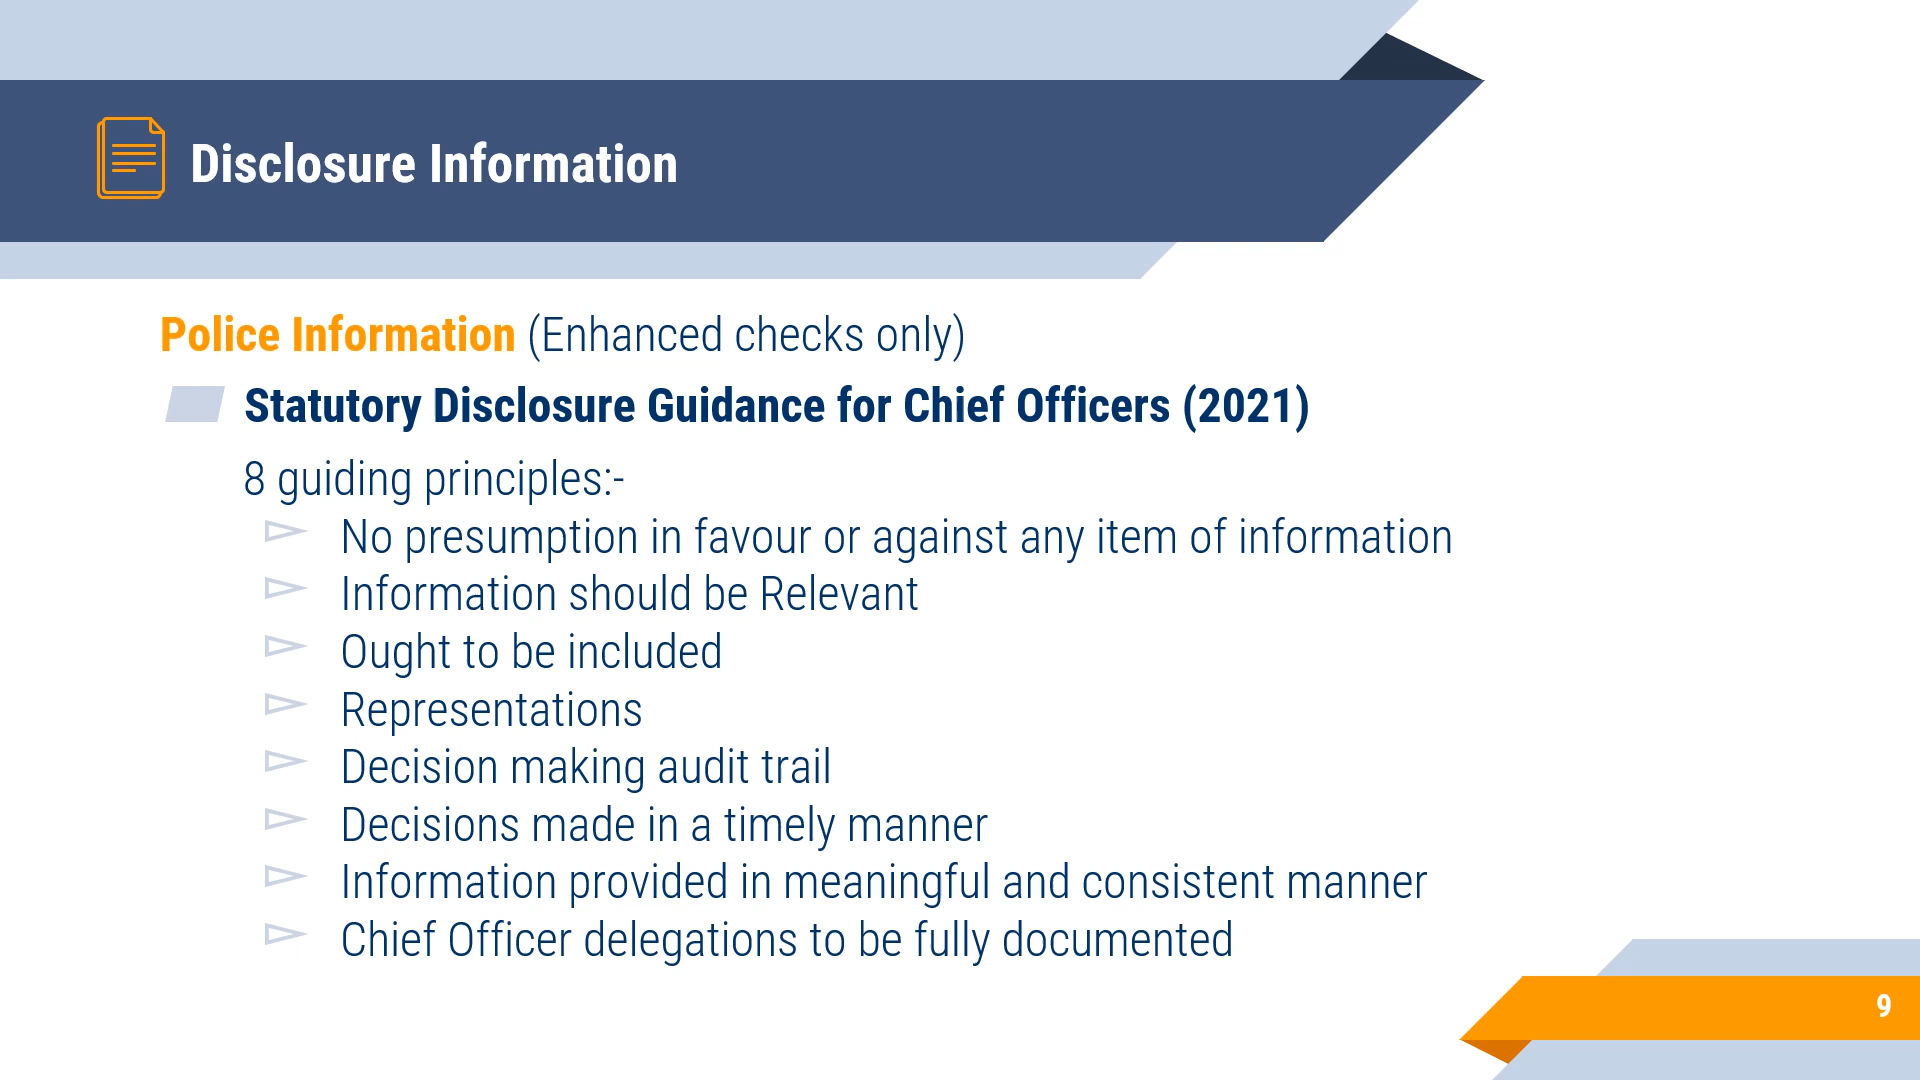 Disclosure Information
Police Information (Enhanced checks only)
Statutory Disclosure Guidance for Chief Officers (2021)
8 guiding principles:-
No presumption in favour or against any item of information
Information should be Relevant
Ought to be included
Representations
Decision making audit trail
Decisions made in a timely manner
Information provided in meaningful and consistent manner
Chief Officer delegations to be fully documented
9